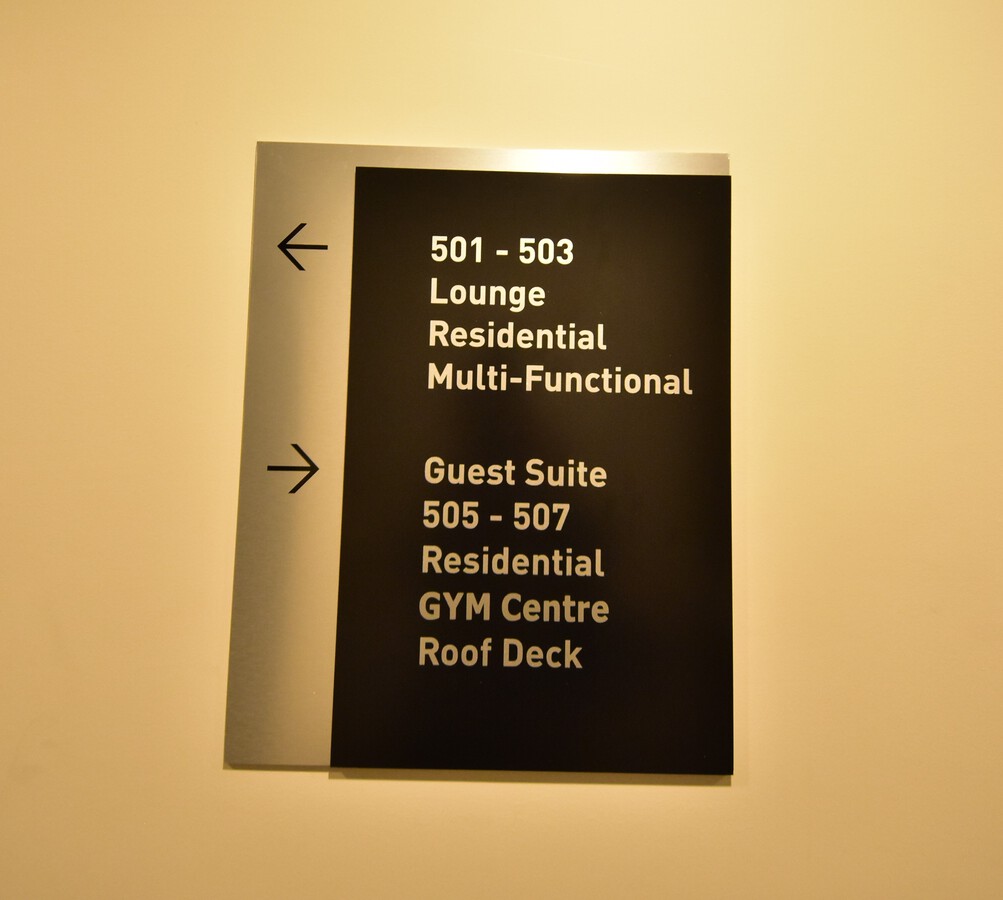 501 - 503
Lounge
Residential
Multi-Functional
Guest Suite
505 - 507
Residential
GYM Centre
Roof Deck